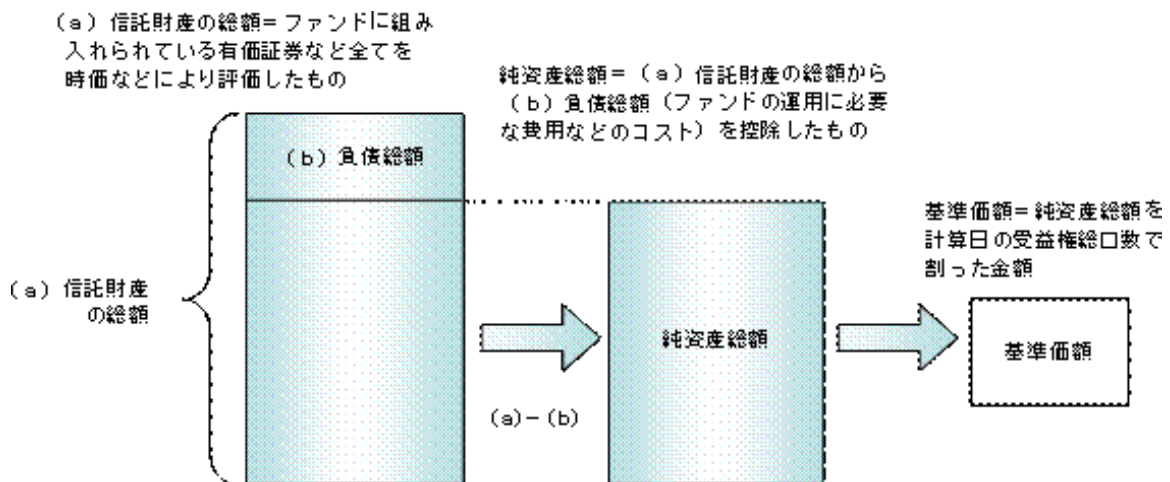 (a)信託財産の総額=ファンドに組み
入れられている有価証券など全てを
時価などにより評価したもの
純資産総額=(a)信託財産の総額から
(b)負債総額(ファンドの運用に必要
な費用などのコスト)を控除したもの
(b)負債総額
基準価額=純資産総額を
計算日の受益権総口数で
割った金額
(a)信託財産
の総額
純資産総額
基準価額
(a)-(b)